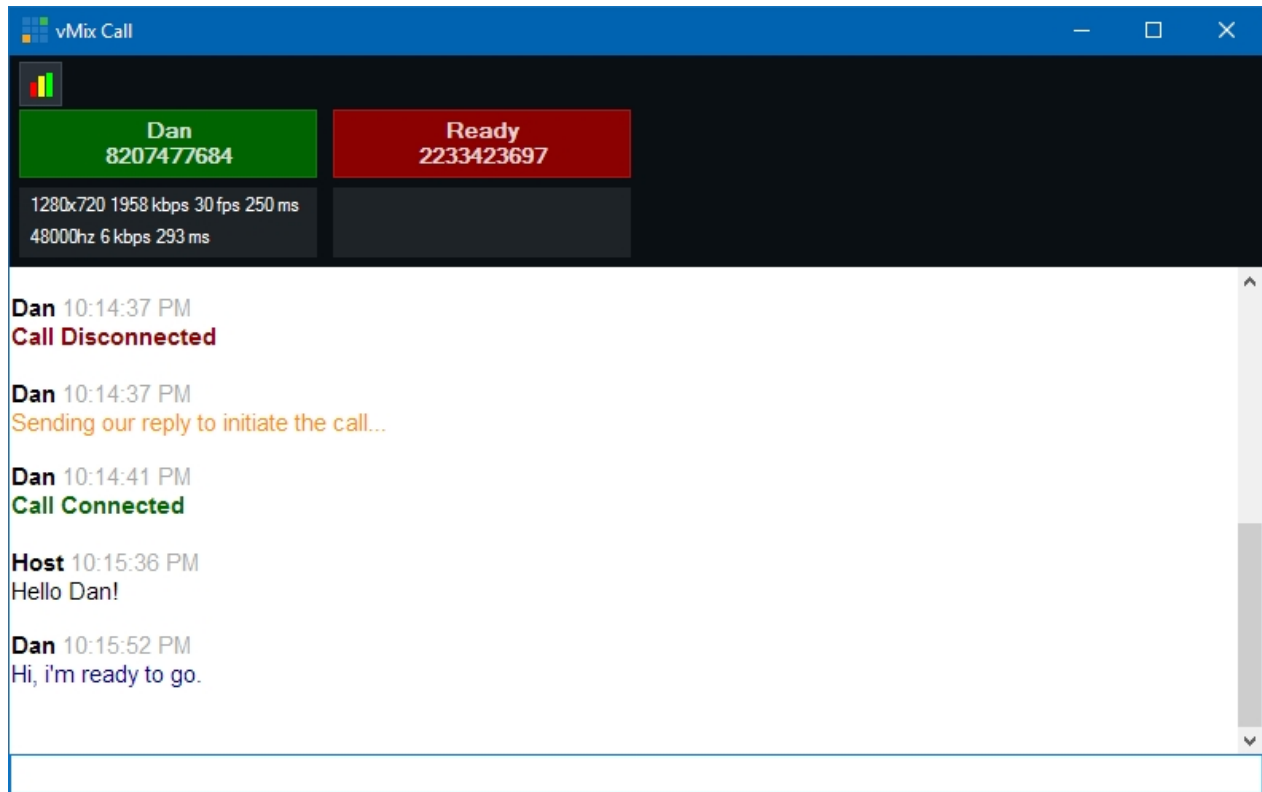 vMix Call
Dan
8207477684
Ready
2233423697
1280x720 1958 kbps 30 fps 250 ms
48000hz 6 kbps 293 ms
Dan 10:14:37 PM
Call Disconnected
Dan 10:14:37 PM
Sending our reply to initiate the call...
Dan 10:14:41 PM
Call Connected
Host 10:15:36 PM
Hello Dan!
Dan 10:15:52 PM
Hi, i'm ready to go.